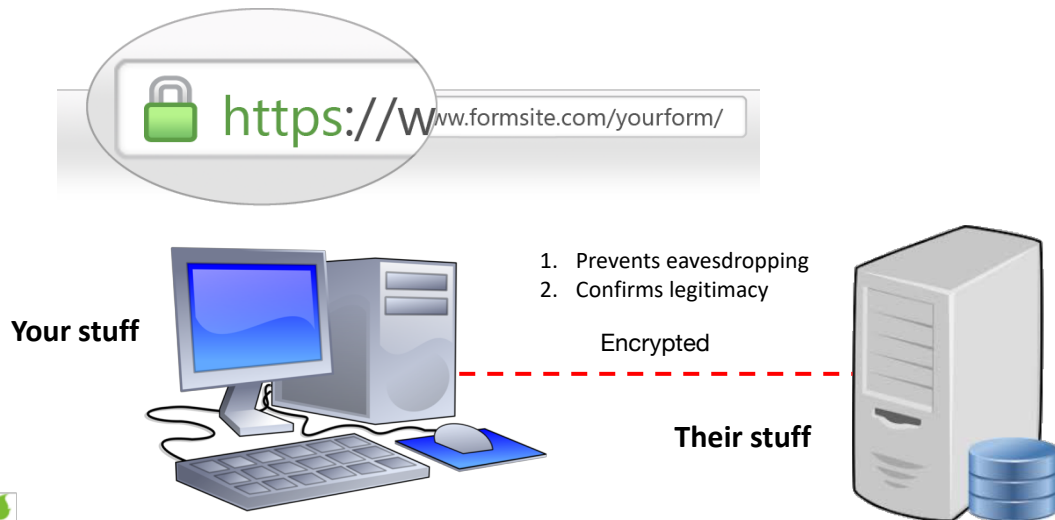 https://www.formsite.com/yourform/
1. Prevents eavesdropping
2. Confirms legitimacy
Your stuff
Encrypted
Their stuff